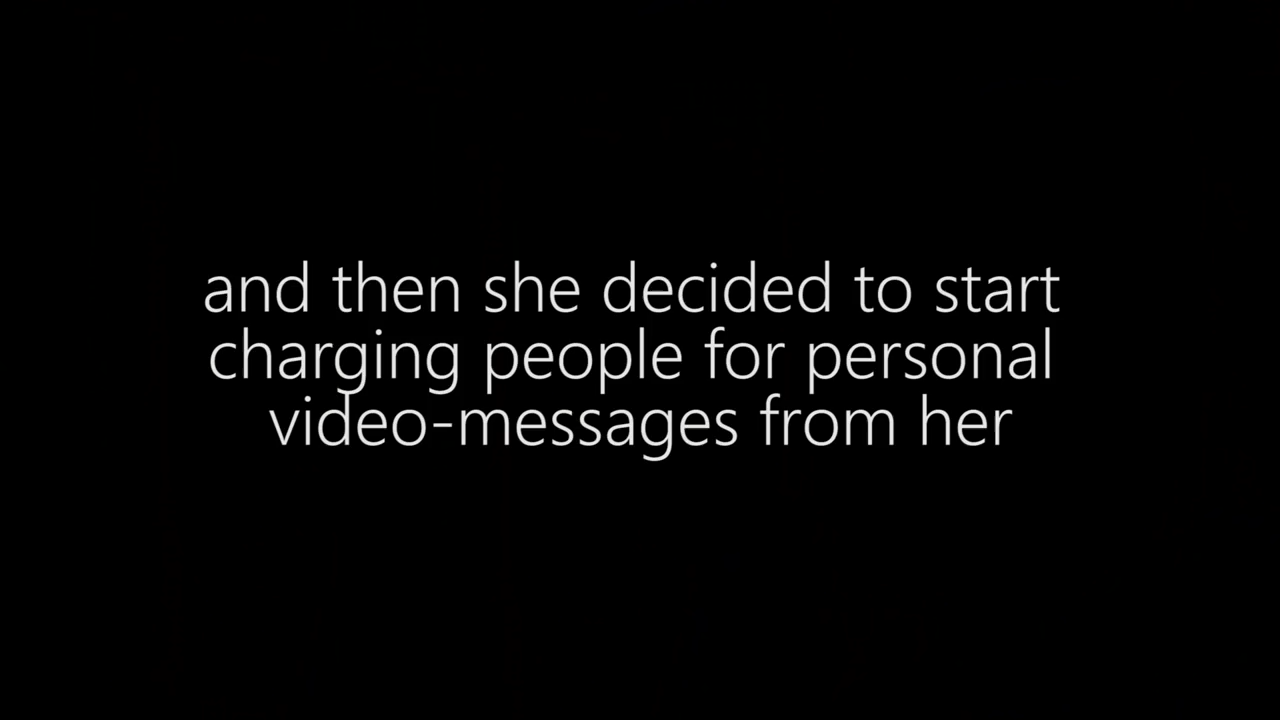 and then she decided to start
charging people for personal
video-messages from her